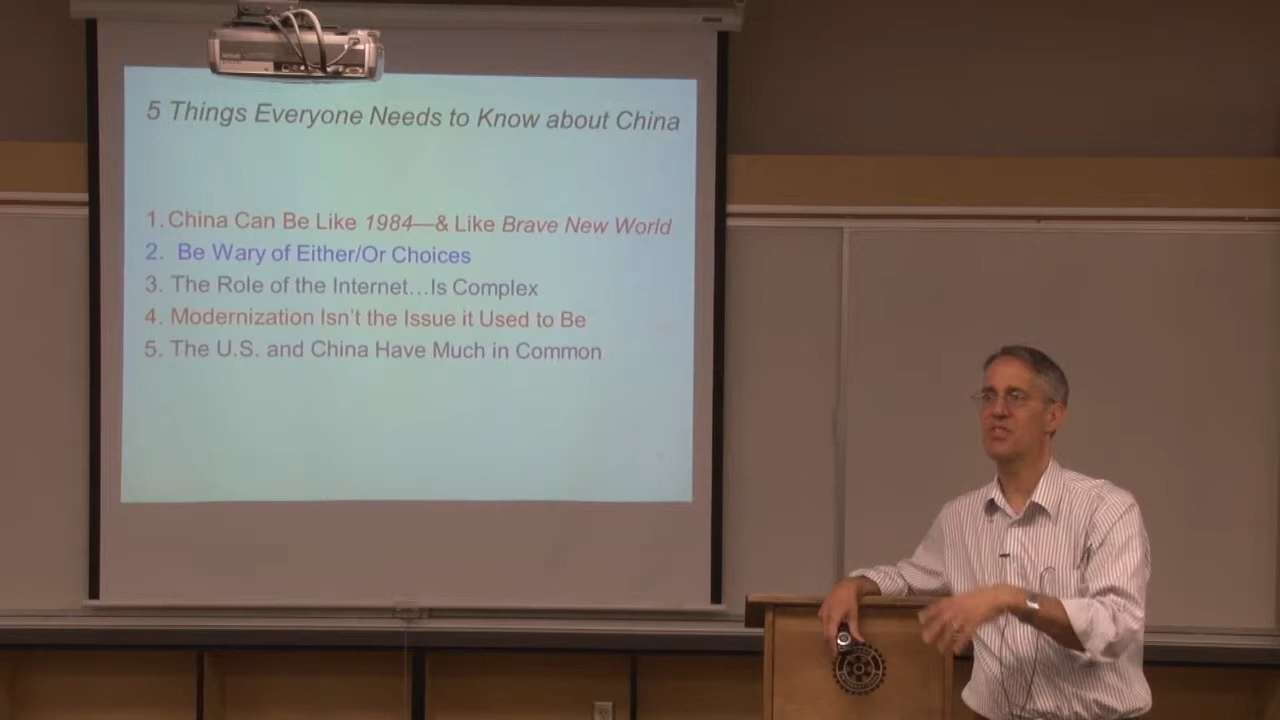 5 Things Everyone Needs to Know about China
1. China Can Be Like 1984—& Like Brave New World
2. Be Wary of Either/Or Choices
3. The Role of the Internet…Is Complex
4. Modernization Isn't the Issue it Used to Be
5. The U.S. and China Have Much in Common